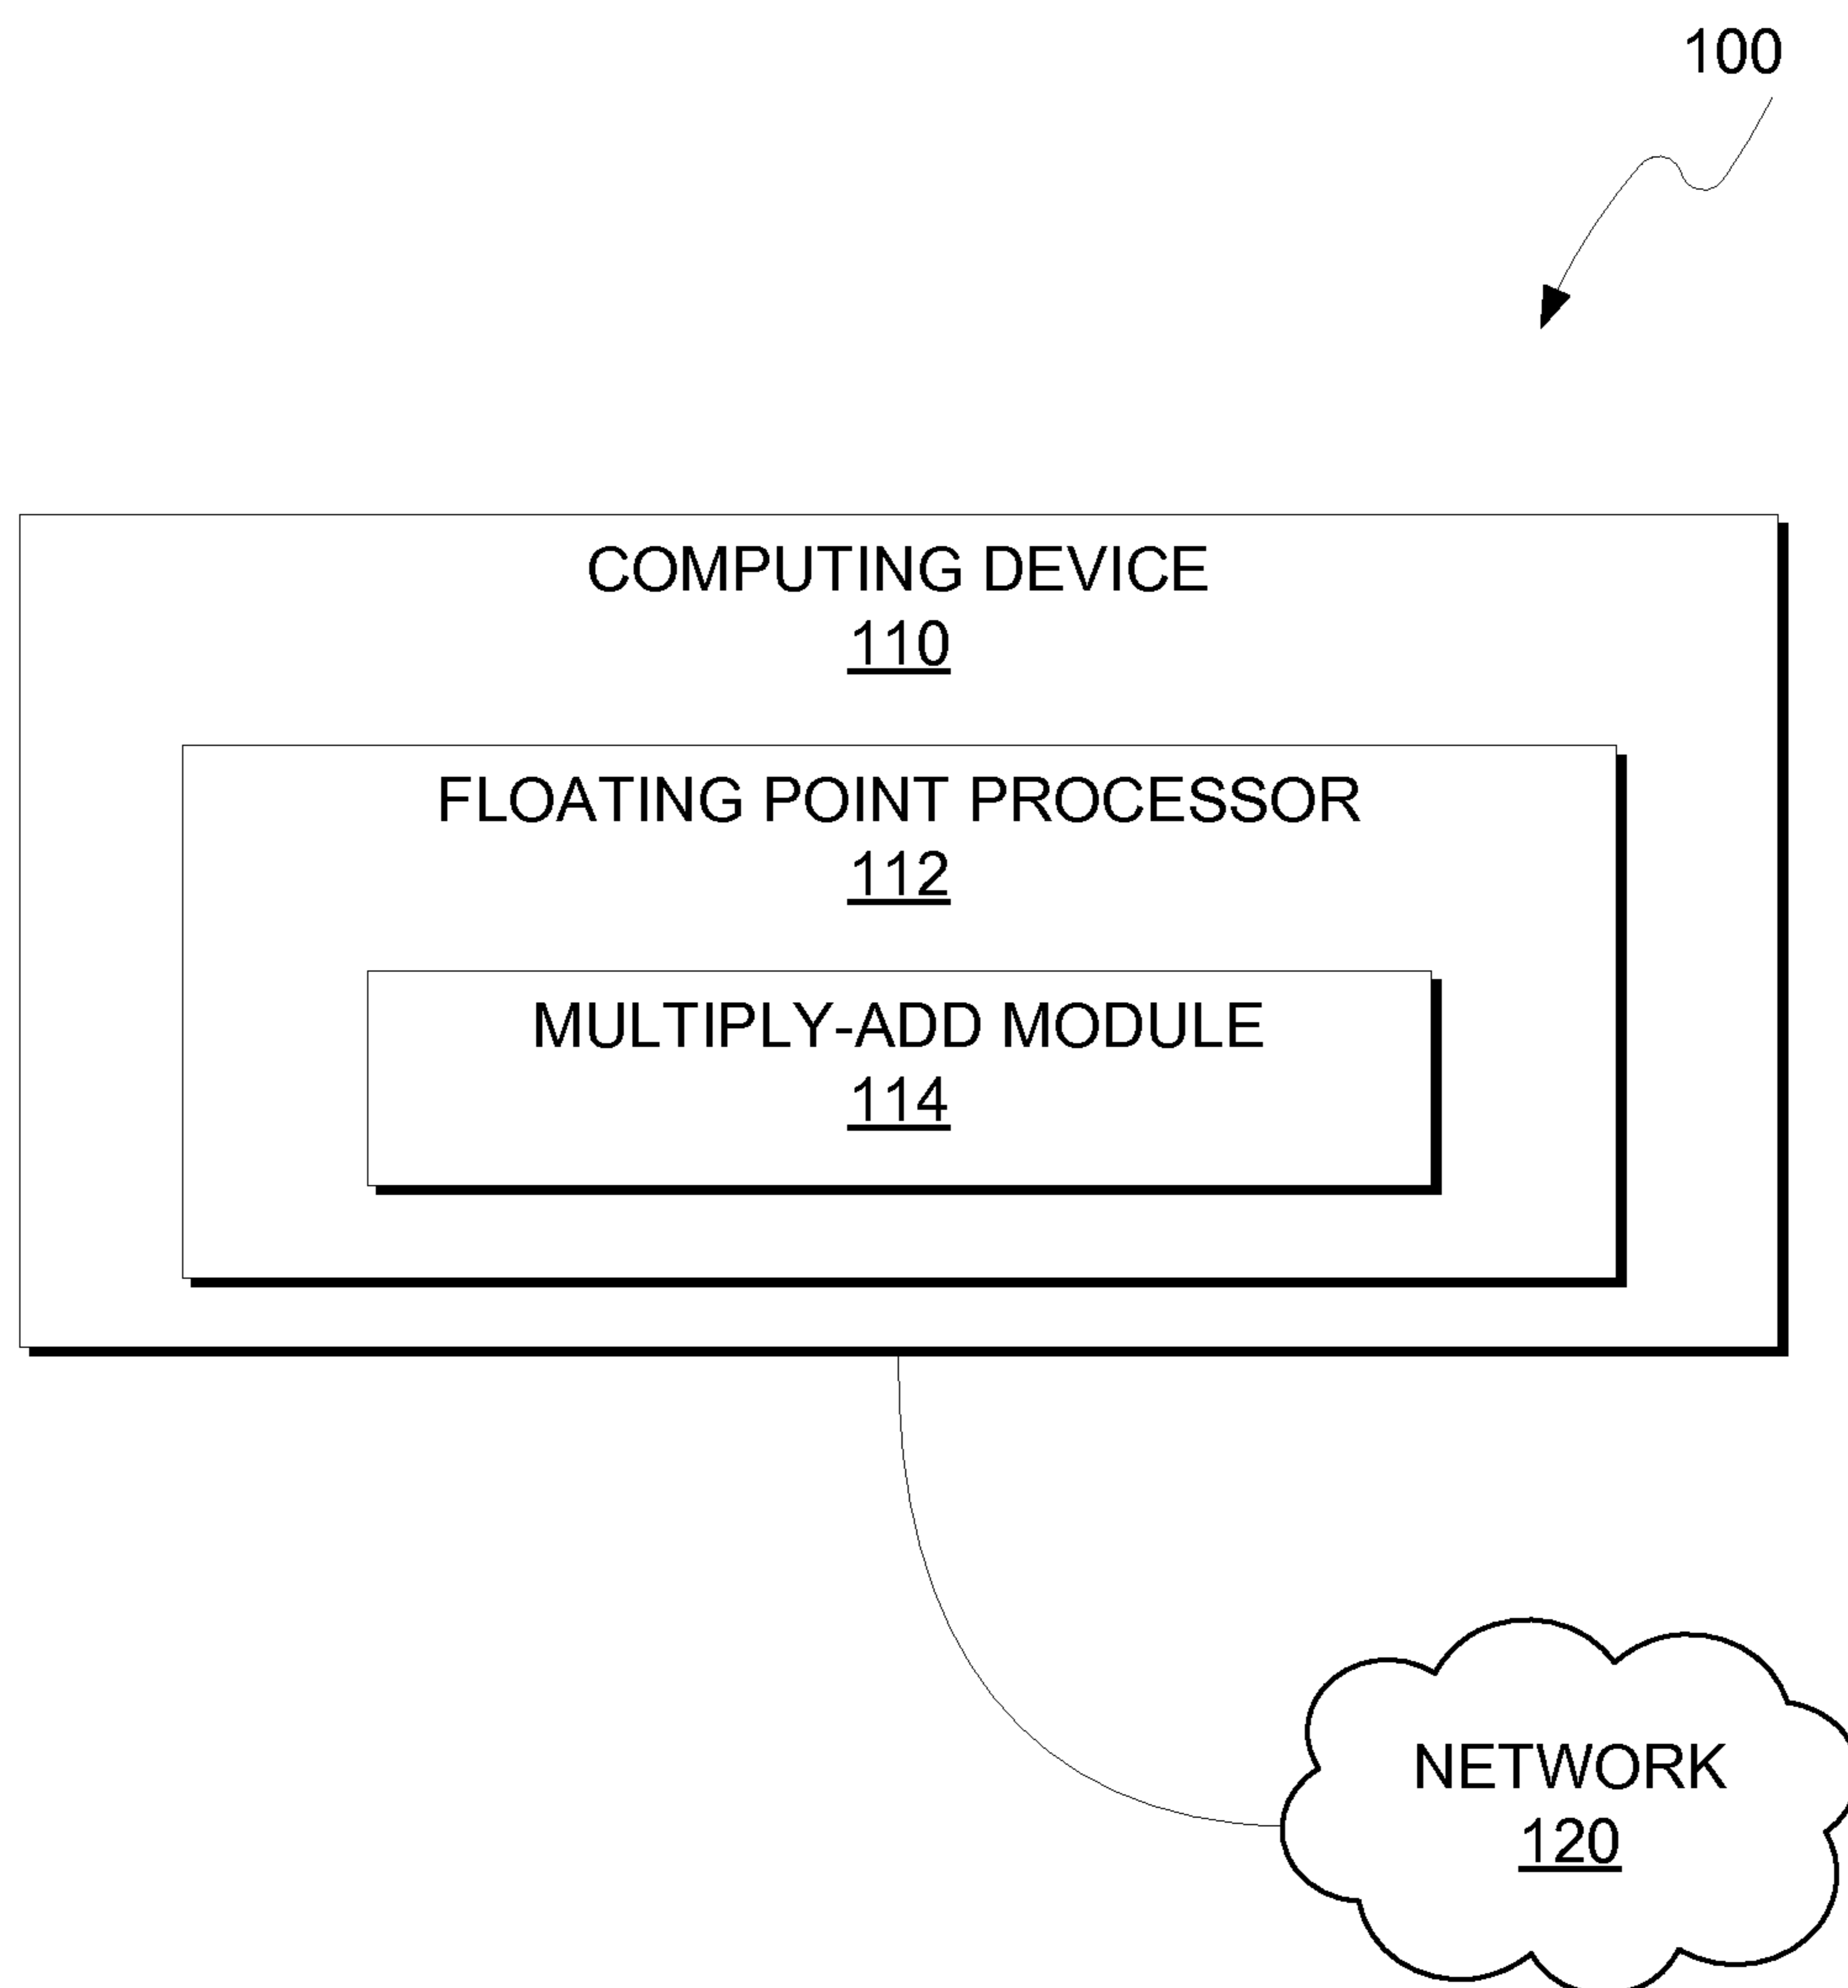 100
COMPUTING DEVICE
110
FLOATING POINT PROCESSOR
112
MULTIPLY-ADD MODULE
114
NETWORK
120